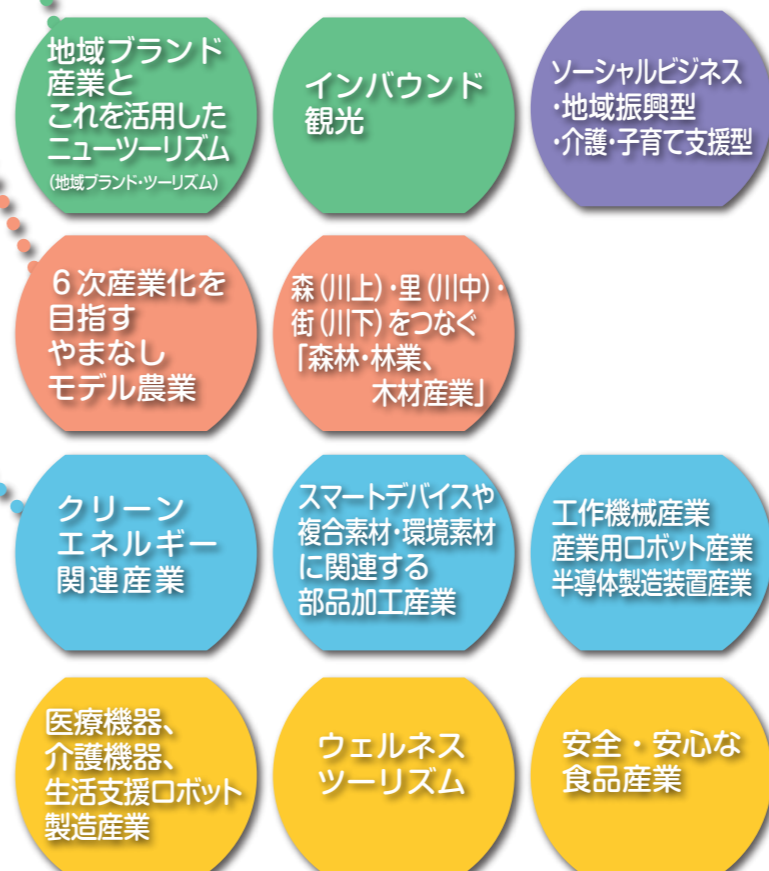 地域ブランド
産業と
これを活用した
ニューツーリズム
(地域ブランド・ツーリズム)
インバウンド
観光
ソーシャルビジネス
・地域振興型
・介護・子育て支援型
6次産業化を
目指す
やまなし
モデル農業
森(川上)・里(川中)・
街(川下)をつなぐ
「森林・林業、
木材産業」
クリーン
エネルギー
関連産業
スマートデバイスや
複合素材・環境素材
に関連する
部品加工産業
工作機械産業
産業用ロボット産業
半導体製造装置産業
医療機器、
介護機器、
生活支援ロボット
製造産業
ウェルネス
ツーリズム
安全・安心な
食品産業